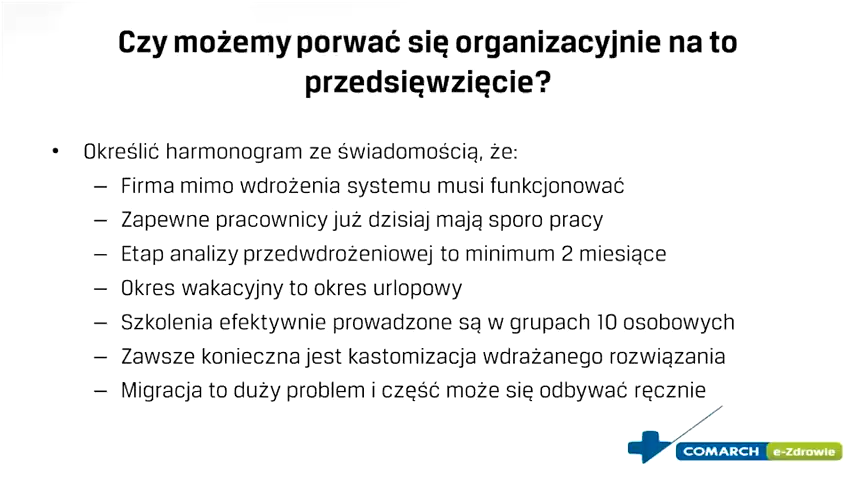 Czy możemy porwać się organizacyjnie na to
przedsięwzięcie?
• Określić harmonogram ze świadomością, że:
– Firma mimo wdrożenia systemu musi funkcjonować
– Zapewne pracownicy już dzisiaj mają sporo pracy
– Etap analizy przedwdrożeniowej to minimum 2 miesiące
– Okres wakacyjny to okres urlopowy
– Szkolenia efektywnie prowadzone są w grupach 10 osobowych
– Zawsze konieczna jest kastomizacja wdrażanego rozwiązania
– Migracja to duży problem i część może się odbywać ręcznie
COMARCH e-Zdrowie